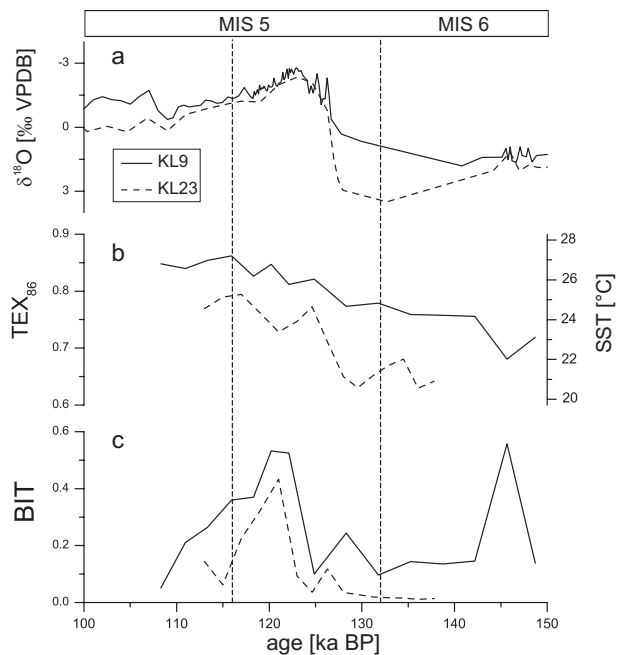 MIS 5 MIS 6
a
-3
0
3
δ¹⁸O [‰ VPDB]
KL9
KL23
b
0.9
0.8
0.7
0.6
TEX₈₆
28
26
24
22
20
SST [°C]
c
0.6
0.4
0.2
0.0
BIT
100 110 120 130 140 150
age [ka BP]